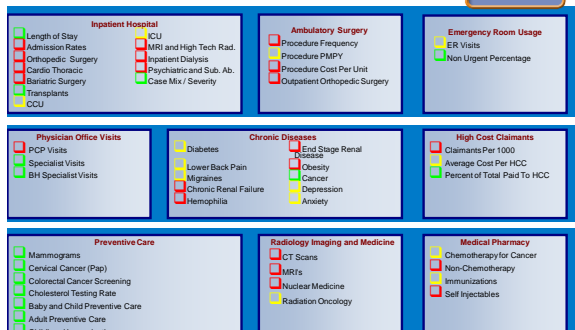 Inpatient Hospital
Length of Stay
Admission Rates
Orthopedic Surgery
Cardio Thoracic
Bariatric Surgery
Transplants
CCU
ICU
MRI and High Tech Rad.
Inpatient Dialysis
Psychiatric and Sub. Ab.
Case Mix / Severity
Ambulatory Surgery
Procedure Frequency
Procedure PMPY
Procedure Cost Per Unit
Outpatient Orthopedic Surgery
Emergency Room Usage
ER Visits
Non Urgent Percentage
Physician Office Visits
PCP Visits
Specialist Visits
BH Specialist Visits
Chronic Diseases
Diabetes
Lower Back Pain
Migraines
Chronic Renal Failure
Hemophilia
End Stage Renal
Disease
Obesity
Cancer
Depression
Anxiety
High Cost Claimants
Claimants Per 1000
Average Cost Per HCC
Percent of Total Paid To HCC
Preventive Care
Mammograms
Cervical Cancer (Pap)
Colorectal Cancer Screening
Cholesterol Testing Rate
Baby and Child Preventive Care
Adult Preventive Care
Radiology Imaging and Medicine
CT Scans
MRI's
Nuclear Medicine
Radiation Oncology
Medical Pharmacy
Chemotherapy for Cancer
Non-Chemotherapy
Immunizations
Self Injectables